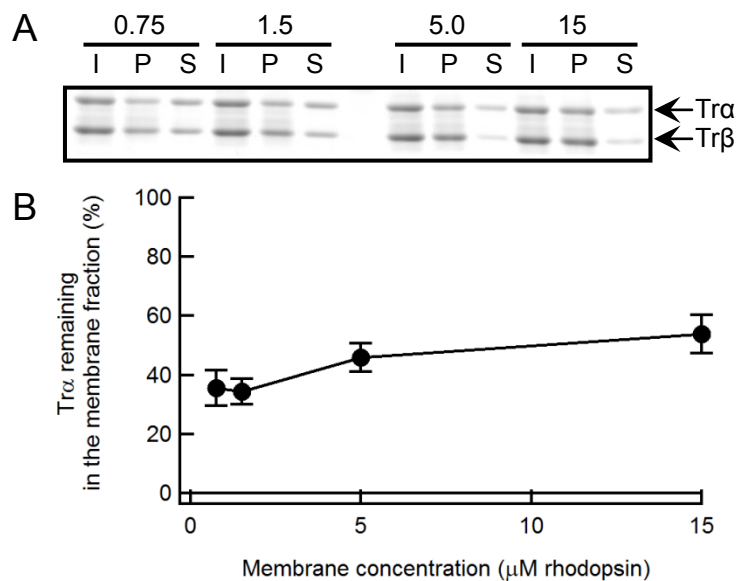 A
0.75 1.5 5.0 15
I P S I P S I P S I P S
Trα
Trβ
B
100
80
60
40
20
0
Trα remaining
in the membrane fraction (%)
0 5 10 15
Membrane concentration (μM rhodopsin)